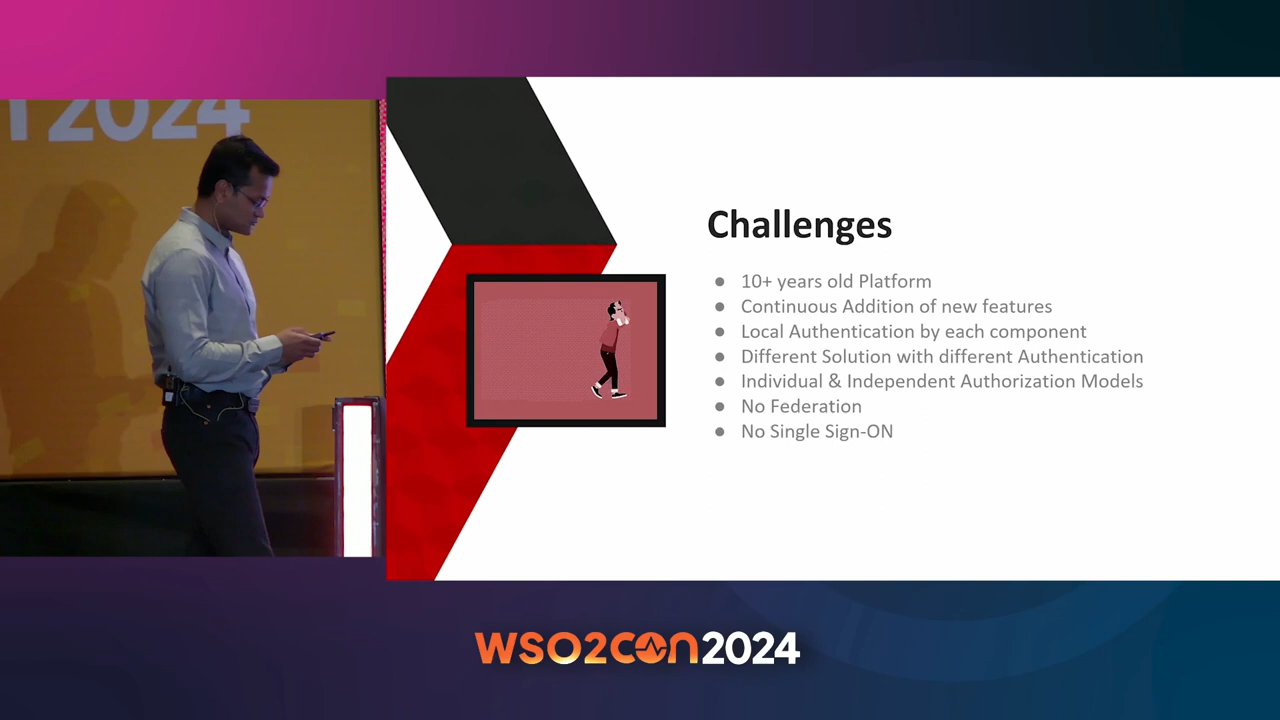 2024
Challenges
● 10+ years old Platform
● Continuous Addition of new features
● Local Authentication by each component
● Different Solution with different Authentication
● Individual & Independent Authorization Models
● No Federation
● No Single Sign-ON
WSO2CON2024